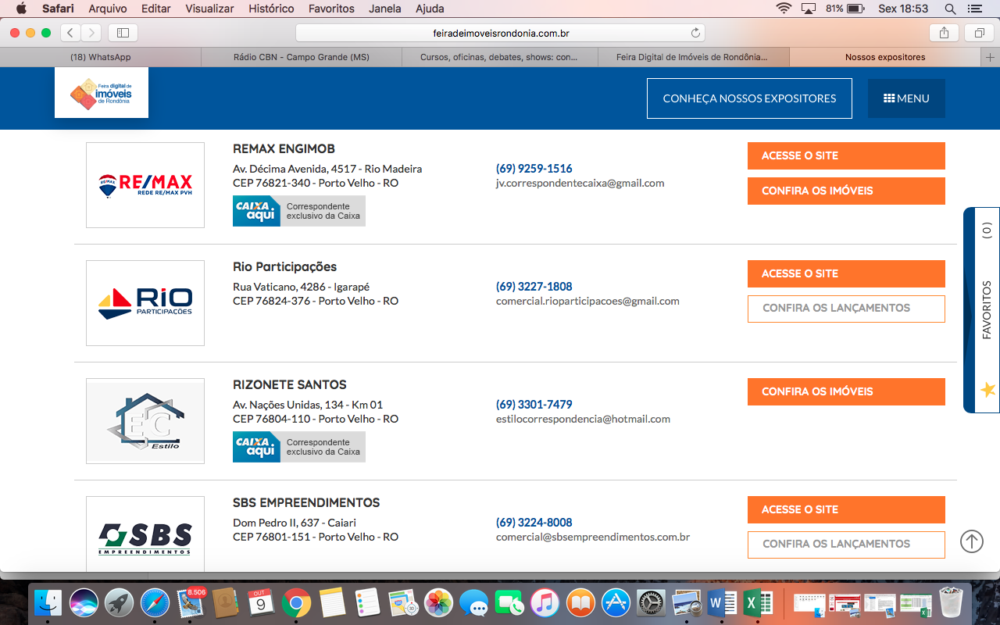 Safari Arquivo Editar Visualizar Histórico Favoritos Janela Ajuda 81% Sex 18:53
feiradeimoveisrondonia.com.br
(18) WhatsApp Rádio CBN - Campo Grande (MS) Cursos, oficinas, debates, shows: con... Feira Digital de Imóveis de Rondônia... Nossos expositores
Feira digital de
imóveis
de Rondônia
CONHEÇA NOSSOS EXPOSITORES
MENU
RE/MAX
REDE RE/MAX PVH
REMAX ENGIMOB
Av. Décima Avenida, 4517 - Rio Madeira
CEP 76821-340 - Porto Velho - RO
CAIXA aqui
Correspondente
exclusivo da Caixa
(69) 9259-1516
jv.correspondentecaixa@gmail.com
ACESSE O SITE
CONFIRA OS IMÓVEIS
RIO
PARTICIPAÇÕES
Rio Participações
Rua Vaticano, 4286 - Igarapé
CEP 76824-376 - Porto Velho - RO
(69) 3227-1808
comercial.rioparticipacoes@gmail.com
ACESSE O SITE
CONFIRA OS LANÇAMENTOS
EC
Estilo
RIZONETE SANTOS
Av. Nações Unidas, 134 - Km 01
CEP 76804-110 - Porto Velho - RO
CAIXA aqui
Correspondente
exclusivo da Caixa
(69) 3301-7479
estilocorrespondencia@hotmail.com
CONFIRA OS IMÓVEIS
SBS
EMPREENDIMENTOS
SBS EMPREENDIMENTOS
Dom Pedro II, 637 - Caiari
CEP 76801-151 - Porto Velho - RO
(69) 3224-8008
comercial@sbsempreendimentos.com.br
ACESSE O SITE
CONFIRA OS LANÇAMENTOS
FAVORITOS (0)
8.506
OUT
9